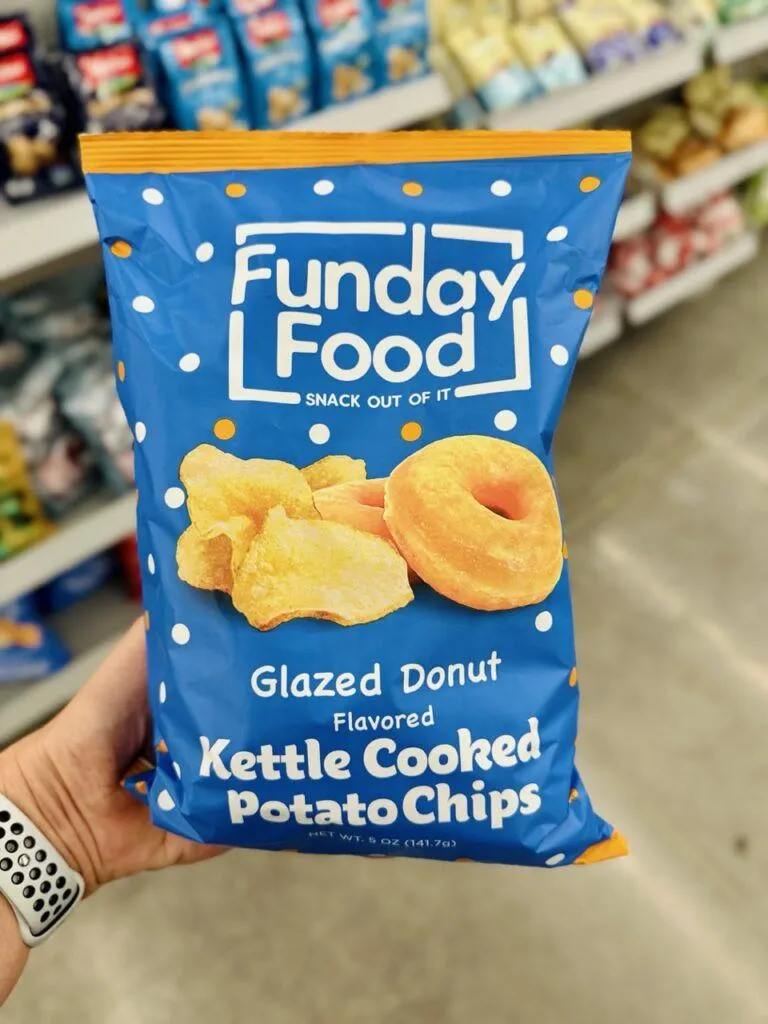 Funday
Food
SNACK OUT OF IT
Glazed Donut
Flavored
Kettle Cooked
Potato Chips
NET WT. 5 OZ (141.7g)